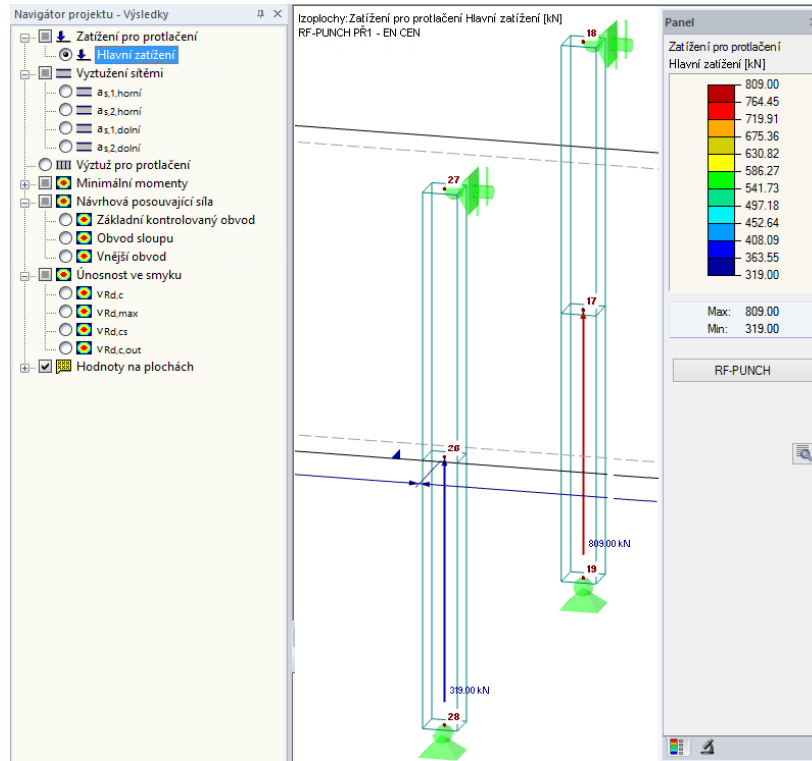 Navigátor projektu - Výsledky
Zatížení pro protlačení
Hlavní zatížení
Vyztužení sítěmi
as,1,horní
as,2,horní
as,1,dolní
as,2,dolní
Výztuž pro protlačení
Minimální momenty
Návrhová posouvající síla
Základní kontrolovaný obvod
Obvod sloupu
Vnější obvod
Únosnost ve smyku
VRd,c
VRd,max
VRd,cs
VRd,c,out
Hodnoty na plochách
Izoplochy:Zatížení pro protlačení Hlavní zatížení [kN]
RF-PUNCH PŘ1 - EN CEN
18
27
17
26
809.00 kN
19
319.00 kN
28
Panel
Zatížení pro protlačení
Hlavní zatížení [kN]
809.00
764.45
719.91
675.36
630.82
586.27
541.73
497.18
452.64
408.09
363.55
319.00
Max: 809.00
Min: 319.00
RF-PUNCH